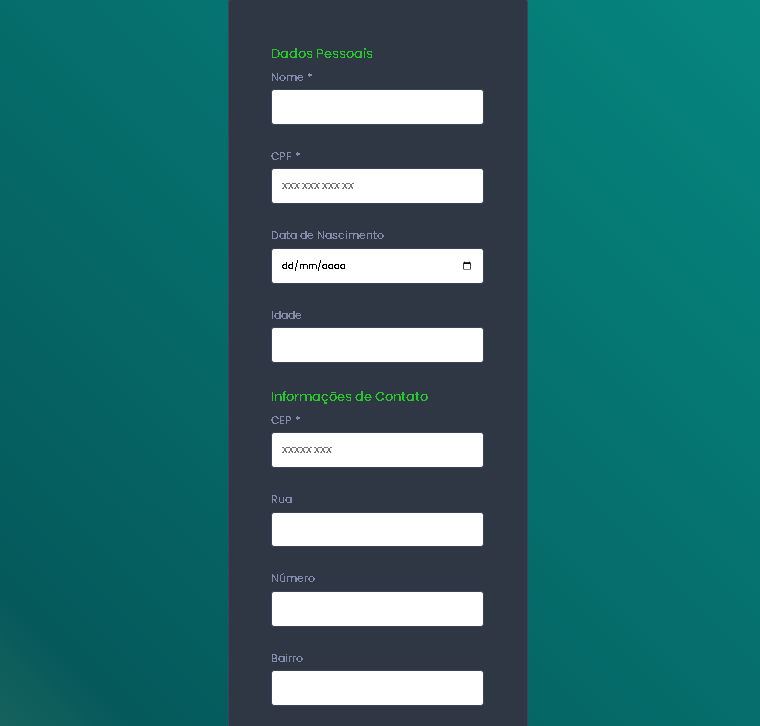 Dados Pessoais
Nome *
CPF *
xxx xxx xxx xx
Data de Nascimento
dd/mm/aaaa
Idade
Informações de Contato
CEP *
xxxxx xxx
Rua
Número
Bairro